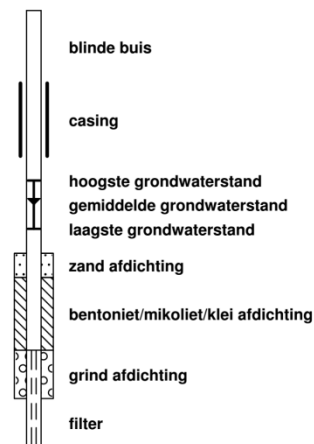 blinde buis
casing
hoogste grondwaterstand
gemiddelde grondwaterstand
laagste grondwaterstand
zand afdichting
bentoniet/mikoliet/klei afdichting
grind afdichting
filter